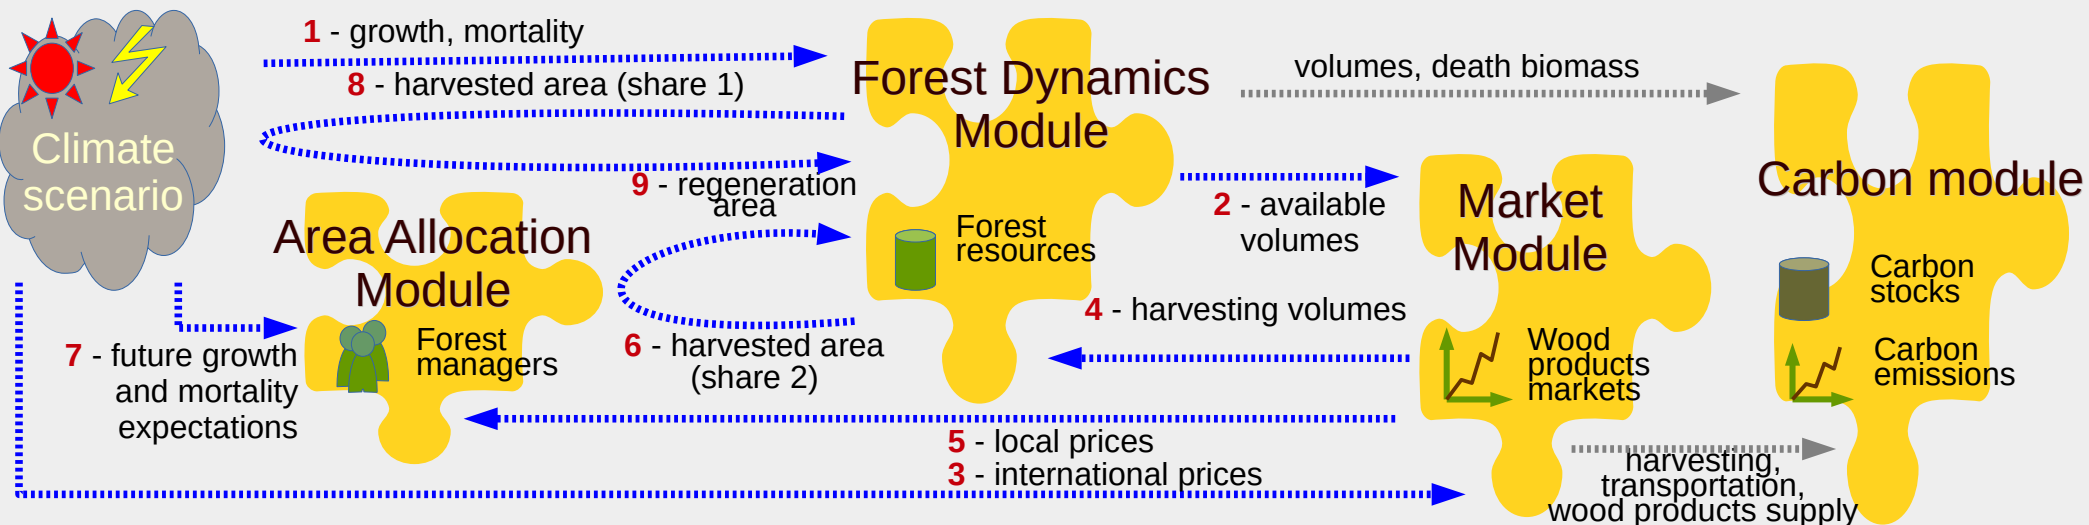 1 - growth, mortality
8 - harvested area (share 1)
Climate
scenario
9 - regeneration
area
Area Allocation
Module
Forest
managers
7 - future growth
and mortality
expectations
6 - harvested area
(share 2)
Forest Dynamics
Module
Forest
resources
volumes, death biomass
2 - available
volumes
4 - harvesting volumes
5 - local prices
3 - international prices
Market
Module
Wood
products
markets
harvesting,
transportation,
wood products supply
Carbon module
Carbon
stocks
Carbon
emissions